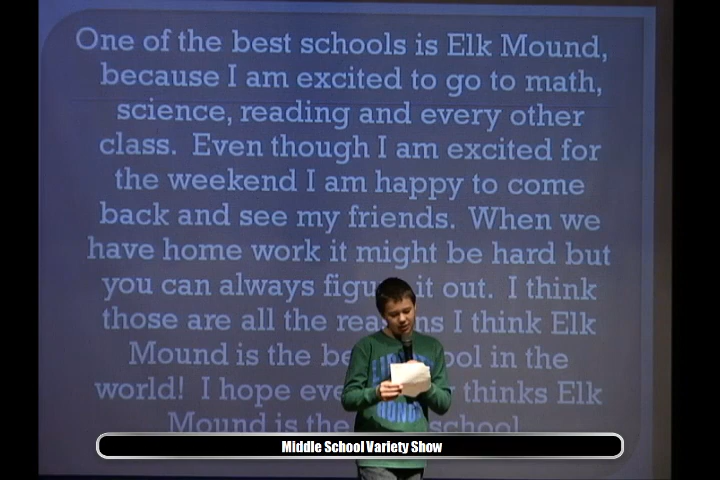 One of the best schools is Elk Mound,
because I am excited to go to math,
science, reading and every other
class. Even though I am excited for
the weekend I am happy to come
back and see my friends. When we
have home work it might be hard but
you can always figu it out. I think
those are all the rea ns I think Elk
Mound is the be ool in the
world! I hope eve thinks Elk
Mound is the school
Middle School Variety Show